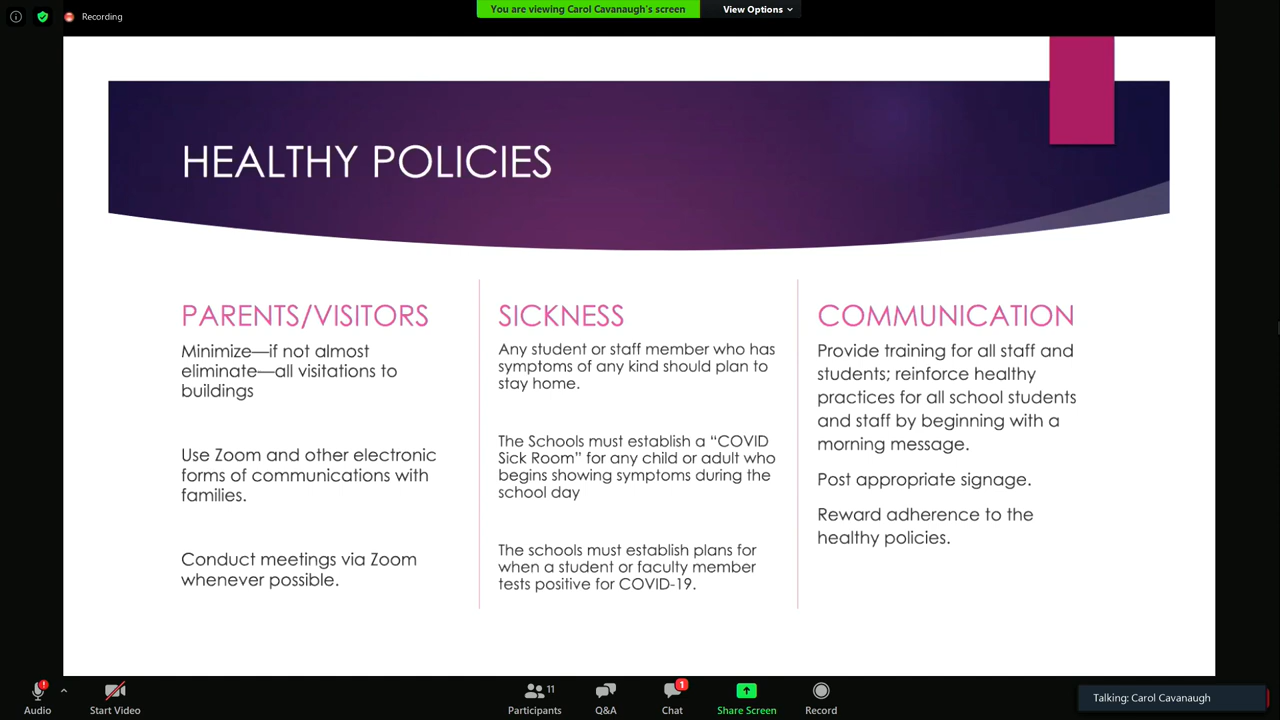 Recording
You are viewing Carol Cavanaugh's screen
View Options
HEALTHY POLICIES
PARENTS/VISITORS
Minimize—if not almost
eliminate—all visitations to
buildings
Use Zoom and other electronic
forms of communications with
families.
Conduct meetings via Zoom
whenever possible.
SICKNESS
Any student or staff member who has
symptoms of any kind should plan to
stay home.
The Schools must establish a “COVID
Sick Room” for any child or adult who
begins showing symptoms during the
school day
The schools must establish plans for
when a student or faculty member
tests positive for COVID-19.
COMMUNICATION
Provide training for all staff and
students; reinforce healthy
practices for all school students
and staff by beginning with a
morning message.
Post appropriate signage.
Reward adherence to the
healthy policies.
Audio
Start Video
11
Participants
Q&A
1
Chat
Share Screen
Record
Talking: Carol Cavanaugh